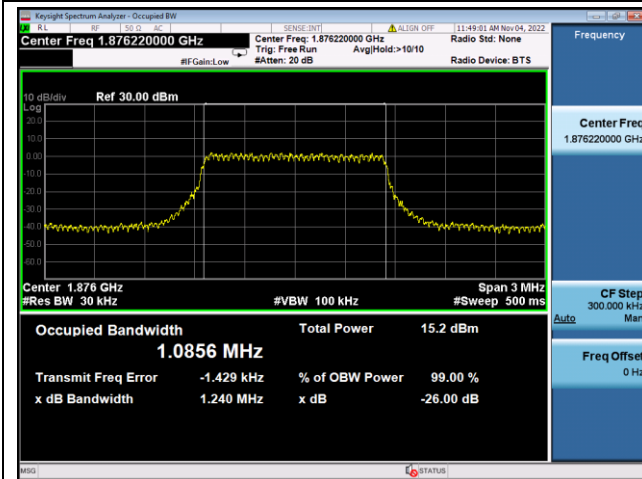 Keysight Spectrum Analyzer - Occupied BW
RL RF 50 Ω AC SENSE:INT ALIGN OFF 11:49:01 AM Nov 04, 2022
Center Freq 1.876220000 GHz
Center Freq: 1.876220000 GHz
Radio Std: None
Trig: Free Run Avg|Hold:>10/10
#IFGain:Low
#Atten: 20 dB
Radio Device: BTS
10 dB/div Ref 30.00 dBm
Log
20.0
10.0
0.00
-10.0
-20.0
-30.0
-40.0
-50.0
-60.0
Center 1.876 GHz
Span 3 MHz
#Res BW 30 kHz
#VBW 100 kHz
#Sweep 500 ms
Occupied Bandwidth
1.0856 MHz
Total Power 15.2 dBm
Transmit Freq Error -1.429 kHz
% of OBW Power 99.00 %
x dB Bandwidth 1.240 MHz
x dB -26.00 dB
MSG
STATUS
Frequency
Center Freq
1.876220000 GHz
CF Step
300.000 kHz
Auto Man
Freq Offset
0 Hz